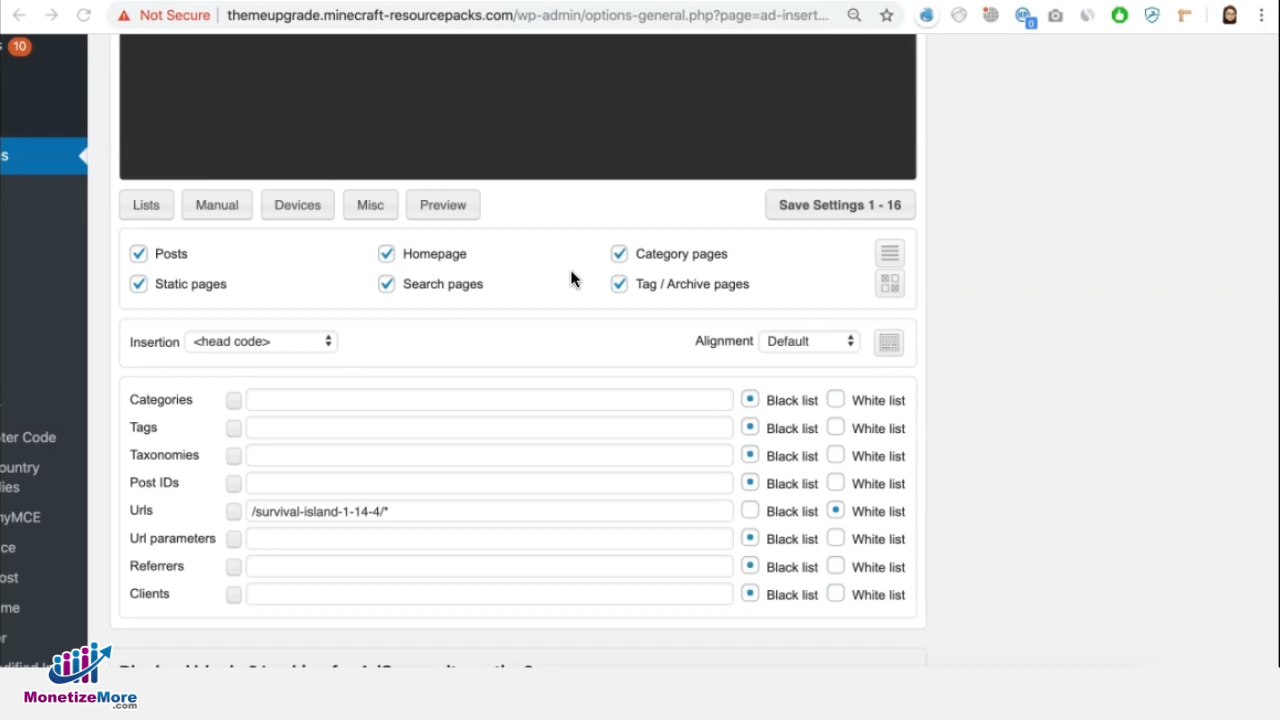 Not Secure themeupgrade.minecraft-resourcepacks.com/wp-admin/options-general.php?page=ad-insert...
0
s 10
s
Lists Manual Devices Misc Preview Save Settings 1 - 16
Posts Homepage Category pages
Static pages Search pages Tag / Archive pages
Insertion <head code> Alignment Default
Categories Black list White list
Tags Black list White list
ter Code
Taxonomies Black list White list
ountry
Post IDs Black list White list
ies
Urls /survival-island-1-14-4/* Black list White list
nyMCE
Url parameters Black list White list
ce
Referrers Black list White list
ost
Clients Black list White list
me
er
MonetizeMore
.com